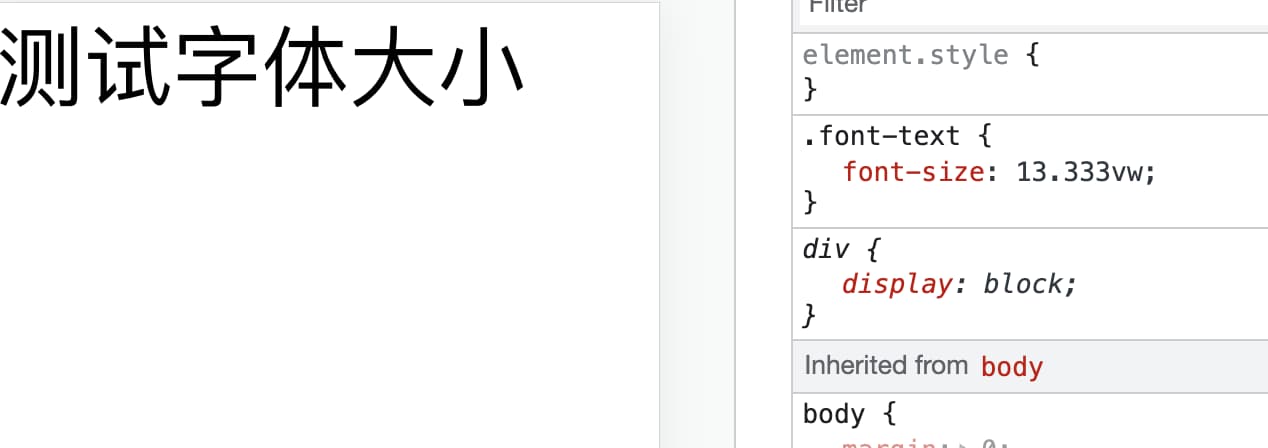 测试字体大小
Filter
element.style {
}
.font-text {
font-size: 13.333vw;
}
div {
display: block;
}
Inherited from body
body {
margin: ▸ 0;